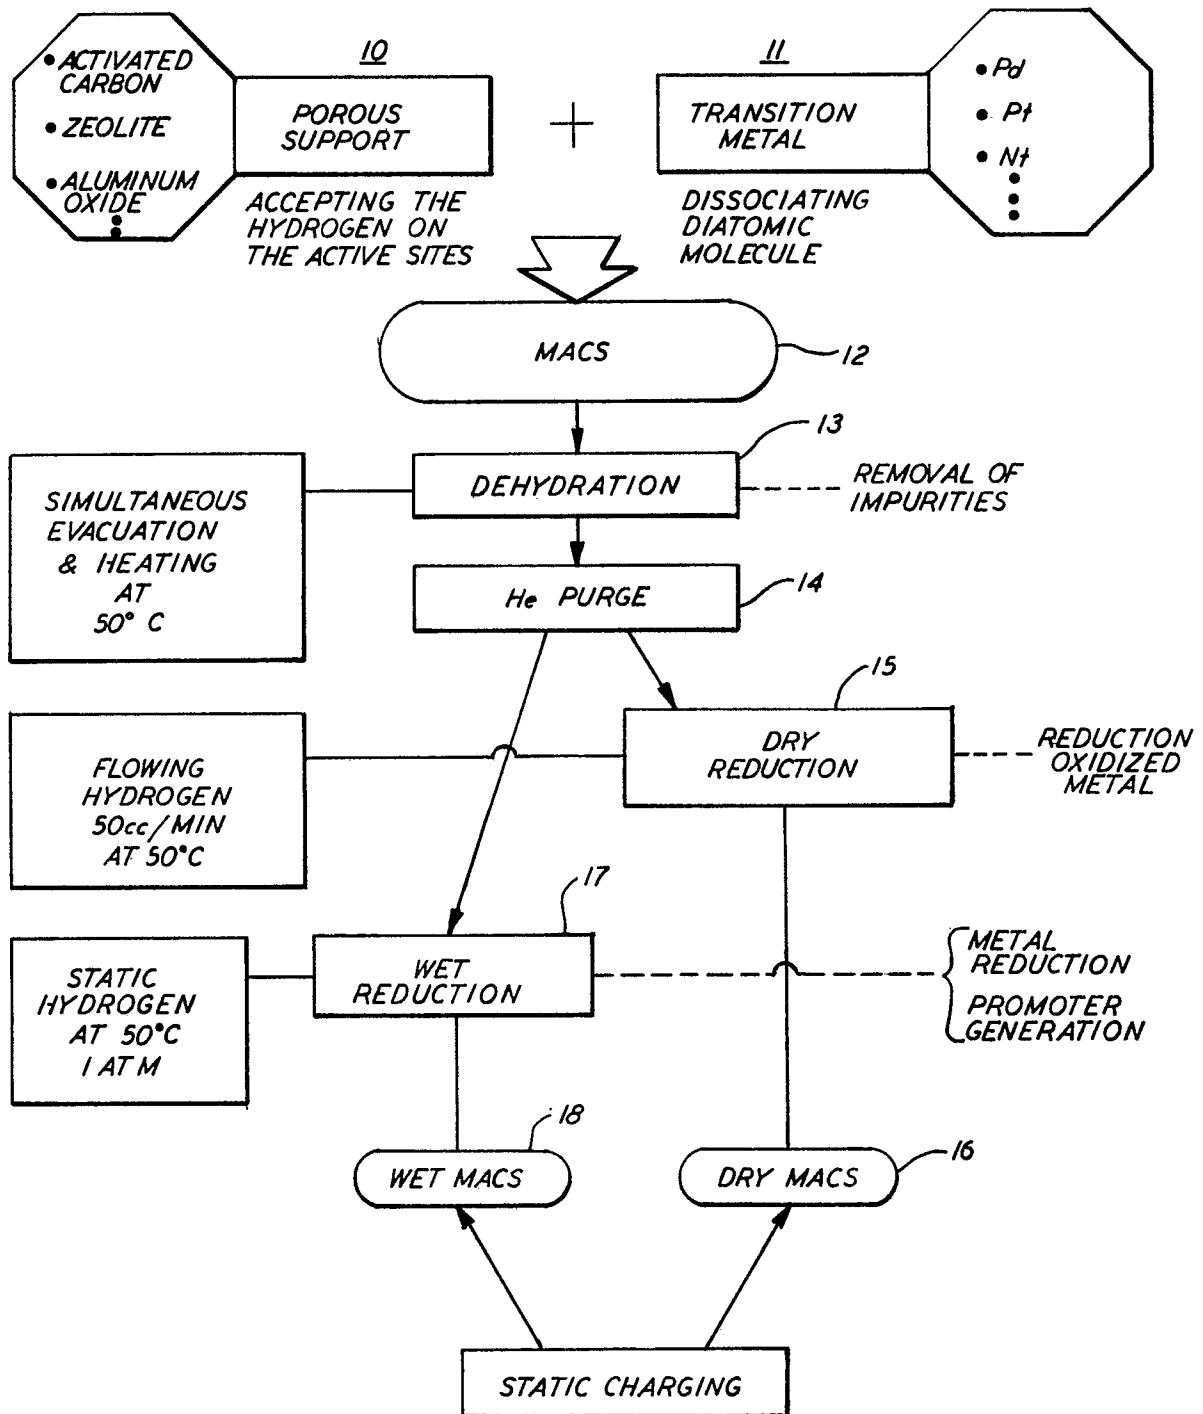 • ACTIVATED
CARBON
• ZEOLITE
• ALUMINUM
OXIDE
10
POROUS
SUPPORT
ACCEPTING THE
HYDROGEN ON
THE ACTIVE SITES
+
11
TRANSITION
METAL
DISSOCIATING
DIATOMIC
MOLECULE
• Pd
• Pt
• Nt
MACS
12
13
DEHYDRATION
REMOVAL OF
IMPURITIES
SIMULTANEOUS
EVACUATION
& HEATING
AT
50° C
He PURGE
14
15
DRY
REDUCTION
REDUCTION
OXIDIZED
METAL
FLOWING
HYDROGEN
50cc/MIN
AT 50°C
17
WET
REDUCTION
METAL
REDUCTION
PROMOTER
GENERATION
STATIC
HYDROGEN
AT 50°C
1 ATM
18
WET MACS
16
DRY MACS
STATIC CHARGING